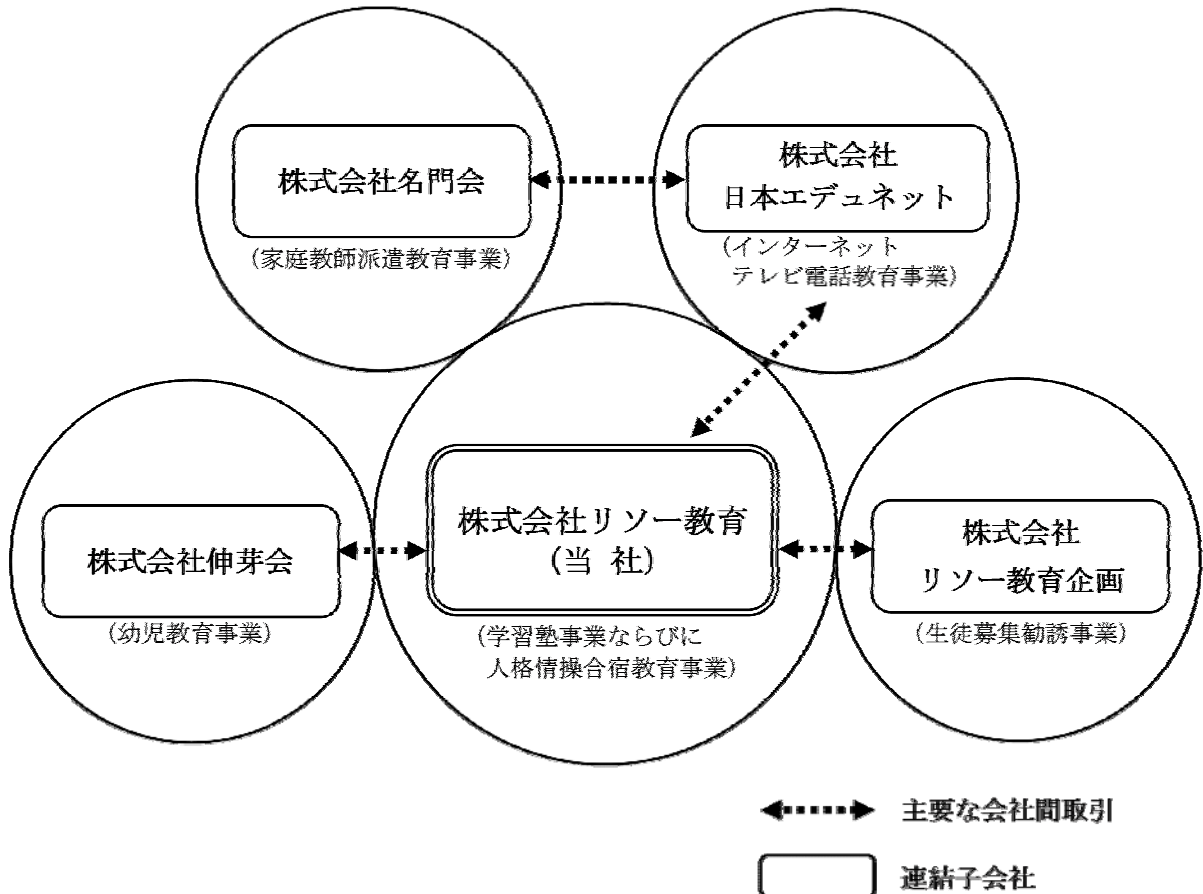 株式会社名門会
(家庭教師派遣教育事業)
株式会社
日本エデュネット
(インターネット
テレビ電話教育事業)
株式会社伸芽会
(幼児教育事業)
株式会社リソー教育
(当 社)
(学習塾事業ならびに
人格情操合宿教育事業)
株式会社
リソー教育企画
(生徒募集勧誘事業)
主要な会社間取引
連結子会社